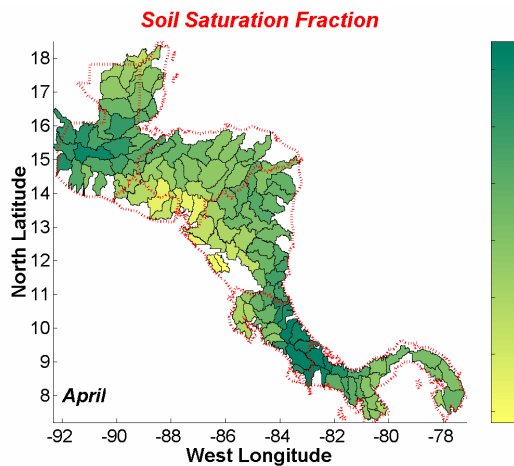 Soil Saturation Fraction
18
17
16
15
14
13
12
11
10
9
8
North Latitude
April
-92 -90 -88 -86 -84 -82 -80 -78
West Longitude